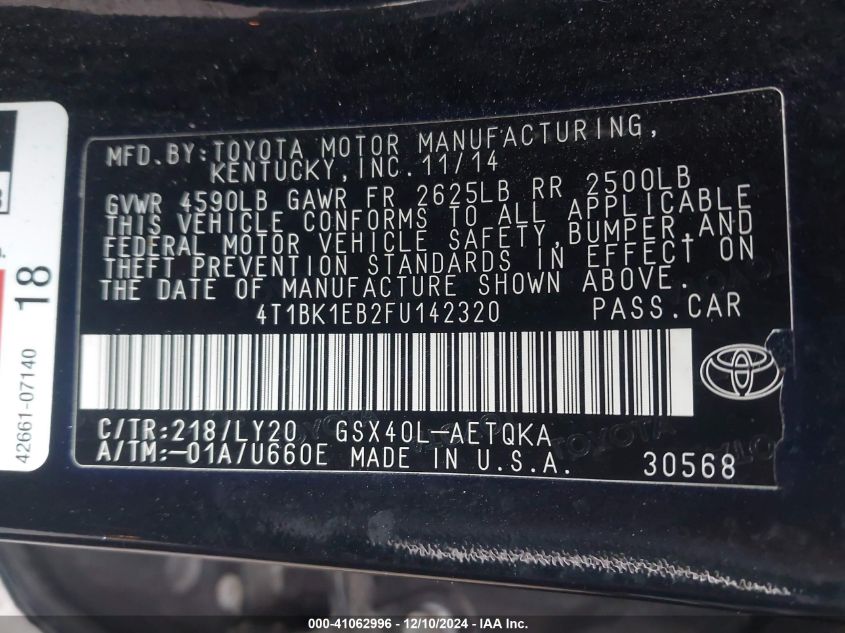 MFD.BY:TOYOTA MOTOR MANUFACTURING,
KENTUCKY,INC.11/14
GVWR 4590LB GAWR FR 2625LB RR 2500LB
THIS VEHICLE CONFORMS TO ALL APPLICABLE
FEDERAL MOTOR VEHICLE SAFETY,BUMPER,AND
THEFT PREVENTION STANDARDS IN EFFECT ON
THE DATE OF MANUFACTURE SHOWN ABOVE.
4T1BK1EB2FU142320 PASS.CAR
C/TR:218/LY20 GSX40L-AETQKA
A/TM:-01A/U660E MADE IN U.S.A. 30568
18
42661-07140
000-41062996 - 12/10/2024 - IAAI Inc.